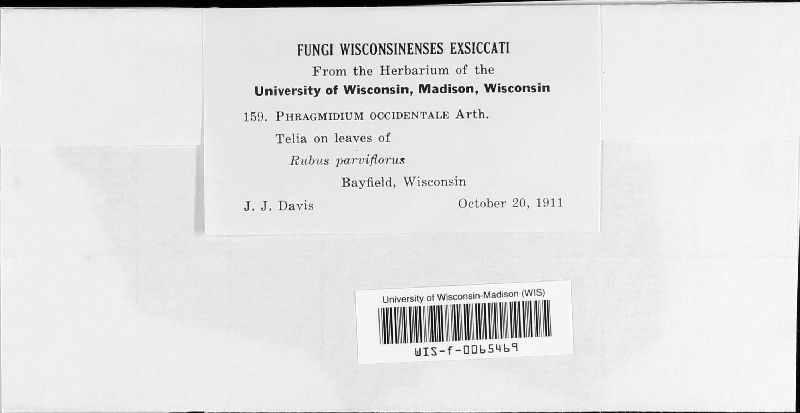 FUNGI WISCONSINENSES EXSICCATI
From the Herbarium of the
University of Wisconsin, Madison, Wisconsin
159. PHRAGMIDIUM OCCIDENTALE Arth.
Telia on leaves of
Rubus parviflorus
Bayfield, Wisconsin
J. J. Davis October 20, 1911
University of Wisconsin-Madison (WIS)
WIS-f-0065469